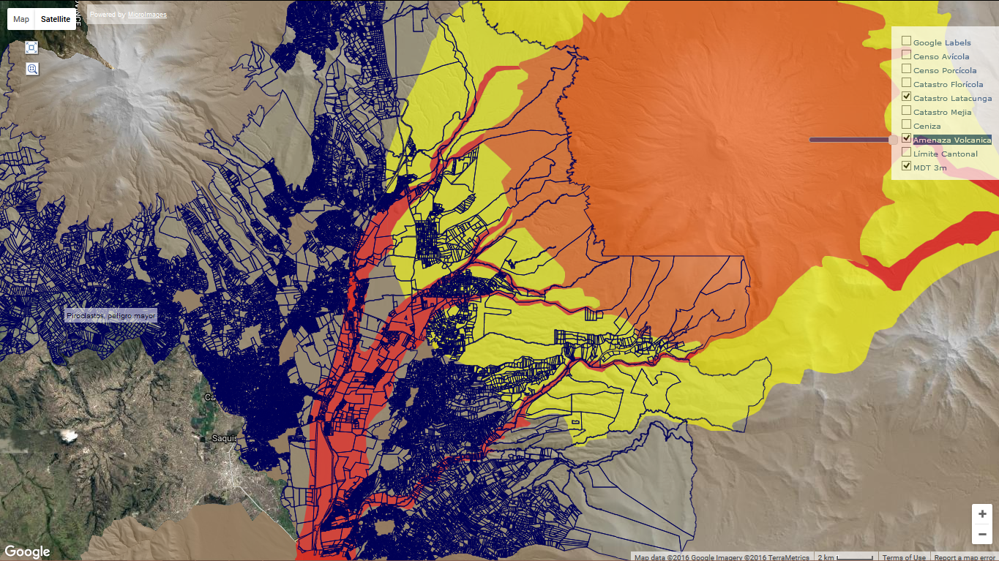 Map
Satellite
Powered by MicroImages
Google Labels
Censo Avícola
Censo Porcícola
Catastro Florícola
Catastro Latacunga
Catastro Mejia
Ceniza
Amenaza Volcanica
Límite Cantonal
MDT 3m
Piroclastos, peligro mayor
Saquis
Google
Map data ©2016 Google Imagery ©2016 TerraMetrics
2 km
Terms of Use
Report a map error